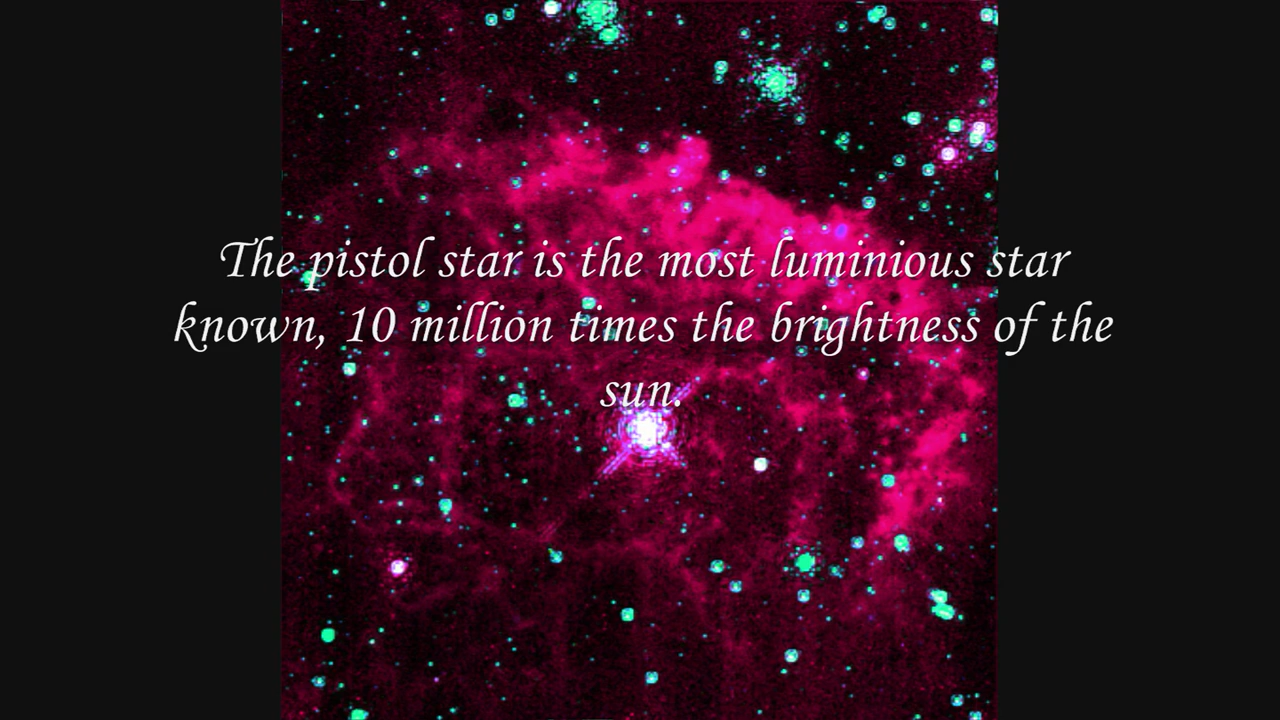 The pistol star is the most luminious star
known, 10 million times the brightness of the
sun.